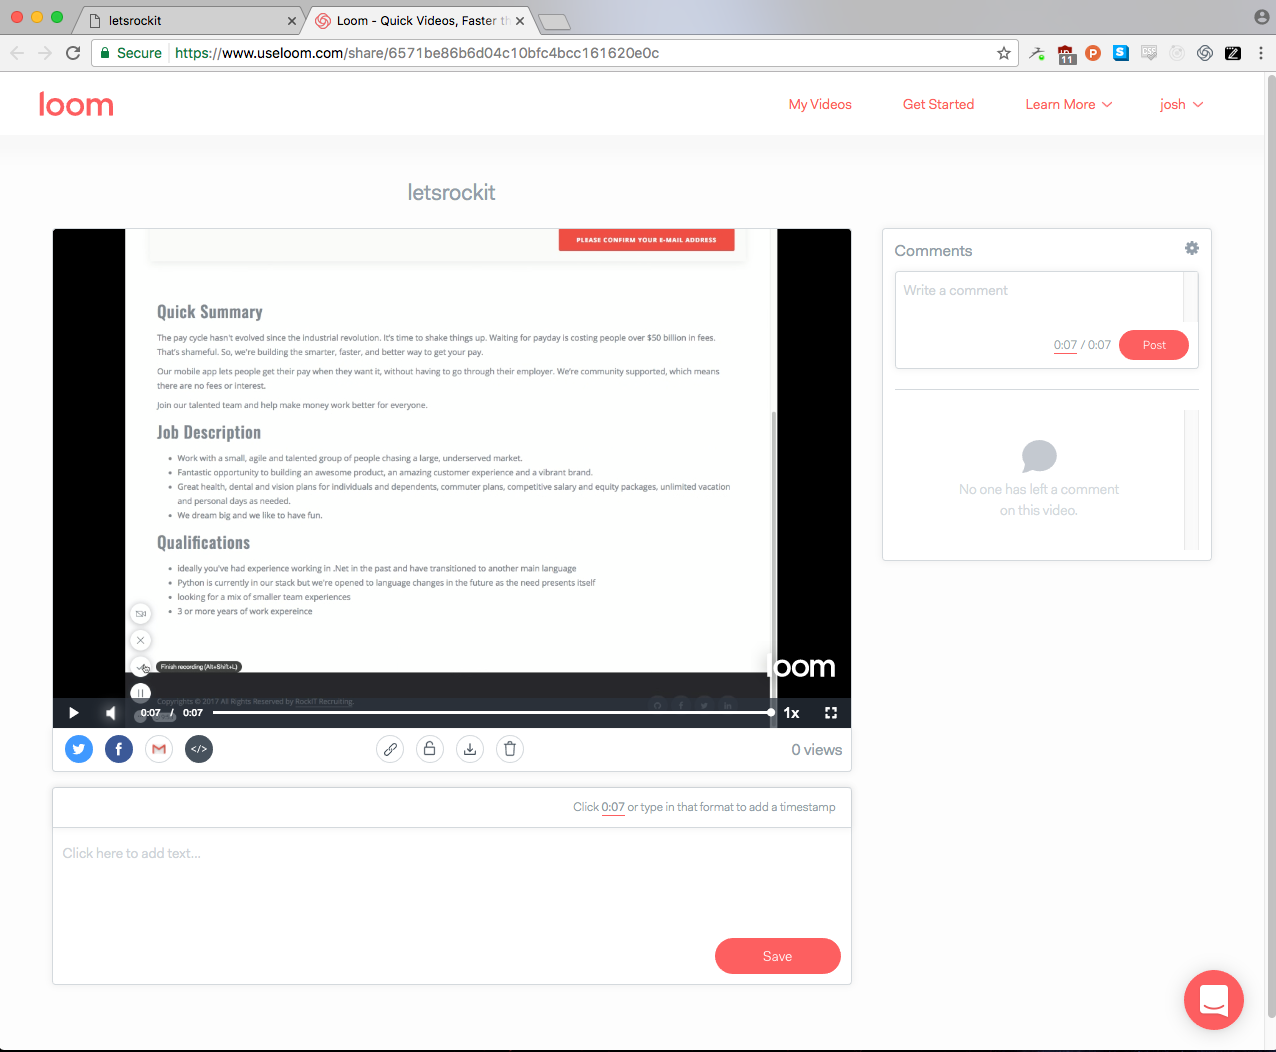 letsrockit
Loom - Quick Videos, Faster th
Secure
https://www.useloom.com/share/6571be86b6d04c10bfc4bcc161620e0c
11
P
S
CSS
Z
loom
My Videos
Get Started
Learn More
josh
letsrockit
PLEASE CONFIRM YOUR E-MAIL ADDRESS
Quick Summary
The pay cycle hasn't evolved since the industrial revolution. It's time to shake things up. Waiting for payday is costing people over $50 billion in fees.
That's shameful. So, we're building the smarter, faster, and better way to get your pay.
Our mobile app lets people get their pay when they want it, without having to go through their employer. We're community supported, which means
there are no fees or interest.
Join our talented team and help make money work better for everyone.
Job Description
• Work with a small, agile and talented group of people chasing a large, underserved market.
• Fantastic opportunity to building an awesome product, an amazing customer experience and a vibrant brand.
• Great health, dental and vision plans for individuals and dependents, commuter plans, competitive salary and equity packages, unlimited vacation
and personal days as needed.
• We dream big and we like to have fun.
Qualifications
• ideally you've had experience working in .Net in the past and have transitioned to another main language
• Python is currently in our stack but we're opened to language changes in the future as the need presents itself
• looking for a mix of smaller team experiences
• 3 or more years of work expereince
Finish recording (Alt+Shift+L)
loom
Copyrights © 2017 All Rights Reserved by RockIT Recruiting.
0:07 / 0:07
1x
0 views
Comments
Write a comment
0:07 / 0:07
Post
No one has left a comment
on this video.
Click 0:07 or type in that format to add a timestamp
Click here to add text...
Save